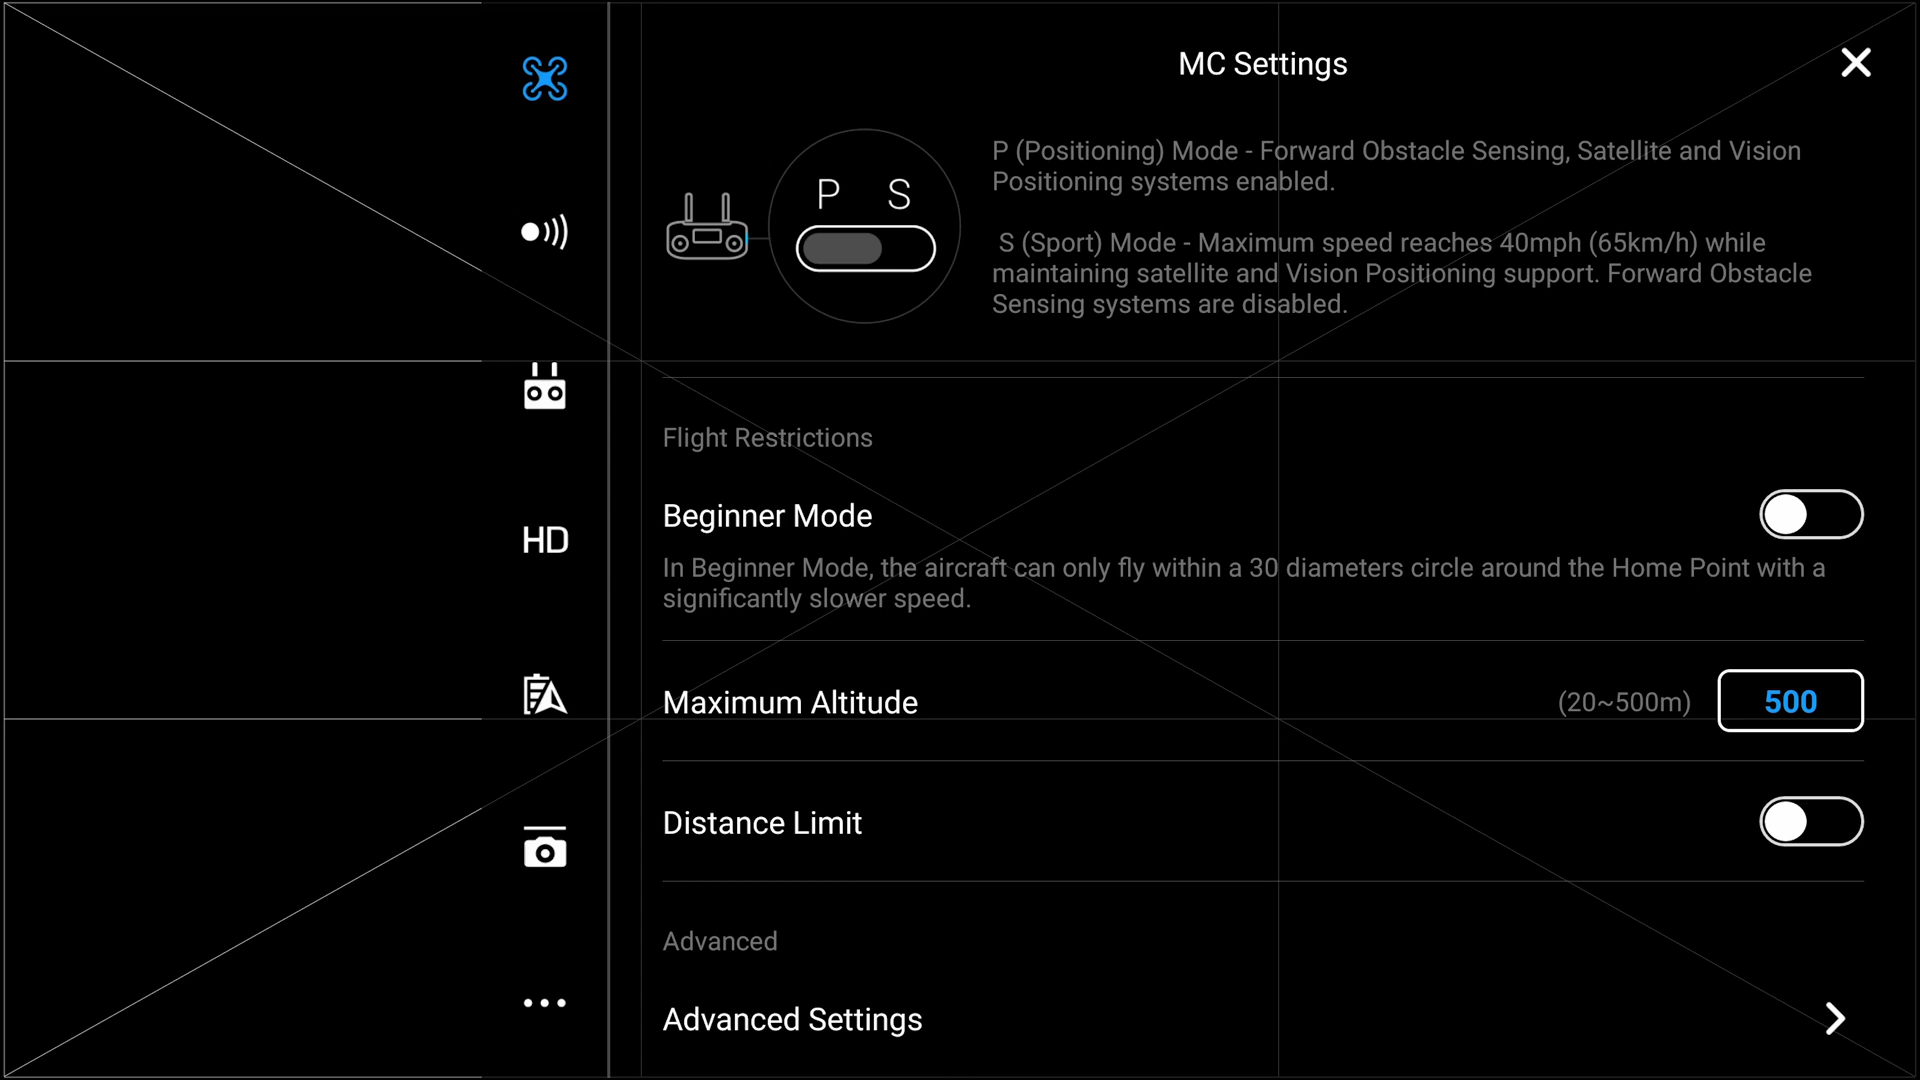 MC Settings
P S
P (Positioning) Mode - Forward Obstacle Sensing, Satellite and Vision
Positioning systems enabled.
S (Sport) Mode - Maximum speed reaches 40mph (65km/h) while
maintaining satellite and Vision Positioning support. Forward Obstacle
Sensing systems are disabled.
Flight Restrictions
Beginner Mode
In Beginner Mode, the aircraft can only fly within a 30 diameters circle around the Home Point with a
significantly slower speed.
HD
Maximum Altitude (20~500m) 500
Distance Limit
Advanced
Advanced Settings